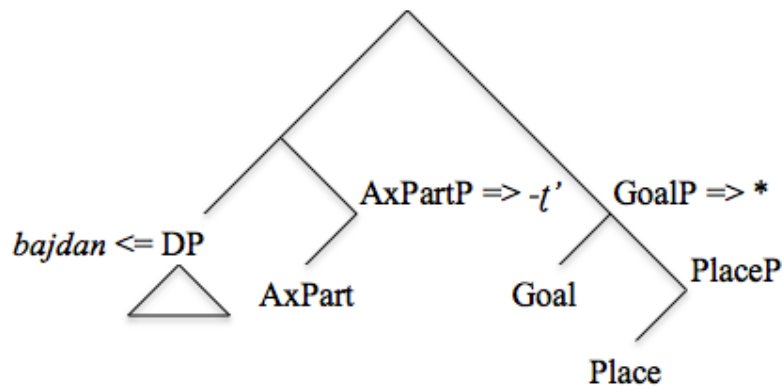 AxPartP => -t’ GoalP => *
bajdan <= DP
AxPart Goal PlaceP
Place